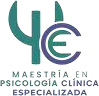 MAESTRÍA EN
PSICOLOGÍA CLÍNICA
ESPECIALIZADA